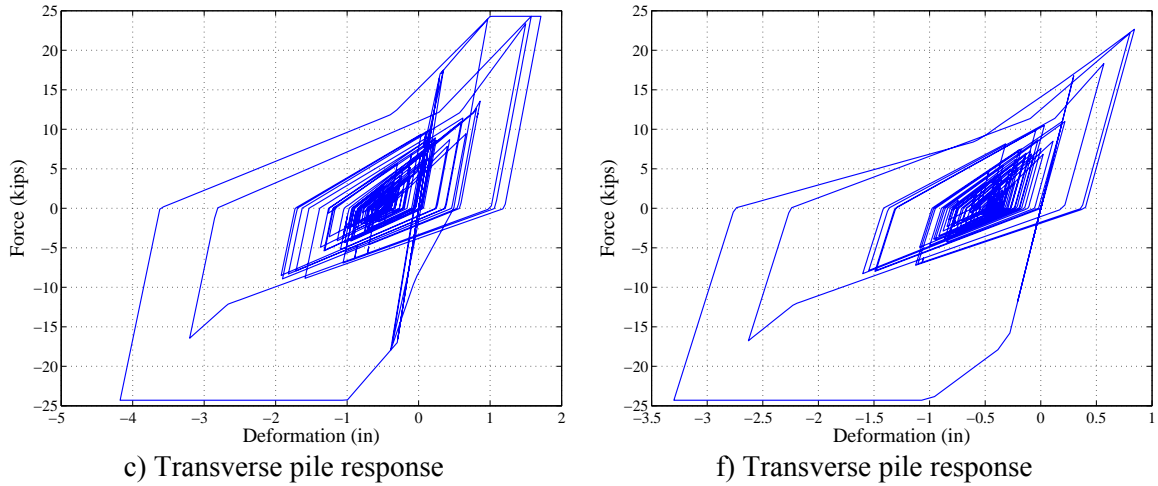 25
20
15
10
5
0
−5
−10
−15
−20
−25
Force (kips)
−5 −4 −3 −2 −1 0 1 2
Deformation (in)
c) Transverse pile response
25
20
15
10
5
0
−5
−10
−15
−20
−25
Force (kips)
−3.5 −3 −2.5 −2 −1.5 −1 −0.5 0 0.5 1
Deformation (in)
f) Transverse pile response